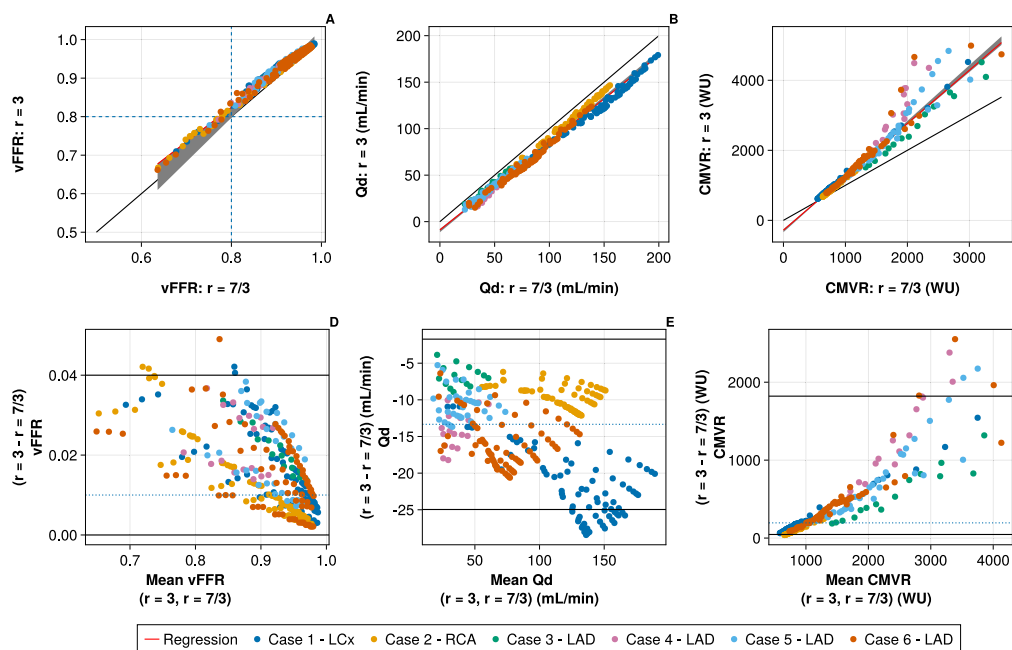 A
B
1.0
0.9
0.8
0.7
0.6
0.5
vFFR: r = 3
0.6
0.8
1.0
vFFR: r = 7/3
200
150
100
50
0
Qd: r = 3 (mL/min)
0
50
100
150
200
Qd: r = 7/3 (mL/min)
4000
2000
0
CMVR: r = 3 (WU)
0
1000
2000
3000
CMVR: r = 7/3 (WU)
D
E
0.04
0.02
0.00
(r = 3 - r = 7/3)
vFFR
0.7
0.8
0.9
1.0
Mean vFFR
(r = 3, r = 7/3)
-5
-10
-15
-20
-25
(r = 3 - r = 7/3) (mL/min)
Qd
50
100
150
Mean Qd
(r = 3, r = 7/3) (mL/min)
2000
1000
0
(r = 3 - r = 7/3) (WU)
CMVR
1000
2000
3000
4000
Mean CMVR
(r = 3, r = 7/3) (WU)
Regression
Case 1 - LCx
Case 2 - RCA
Case 3 - LAD
Case 4 - LAD
Case 5 - LAD
Case 6 - LAD